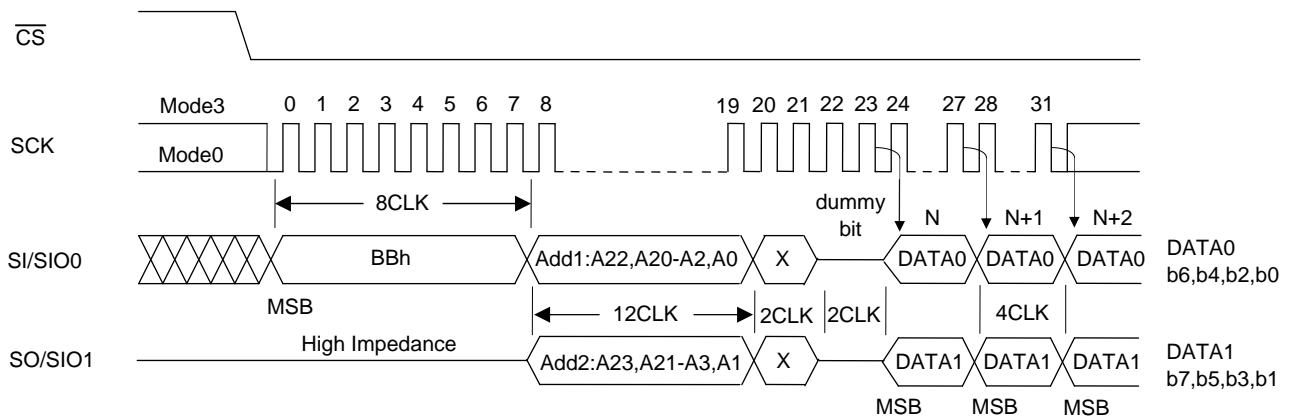 CS
Mode3 0 1 2 3 4 5 6 7 8 19 20 21 22 23 24 27 28 31
SCK
Mode0
8CLK dummy bit N N+1 N+2
SI/SIO0 BBh Add1:A22,A20-A2,A0 X DATA0 DATA0 DATA0 DATA0
b6,b4,b2,b0
MSB 12CLK 2CLK 2CLK 4CLK
High Impedance
SO/SIO1 Add2:A23,A21-A3,A1 X DATA1 DATA1 DATA1 DATA1
b7,b5,b3,b1
MSB MSB MSB